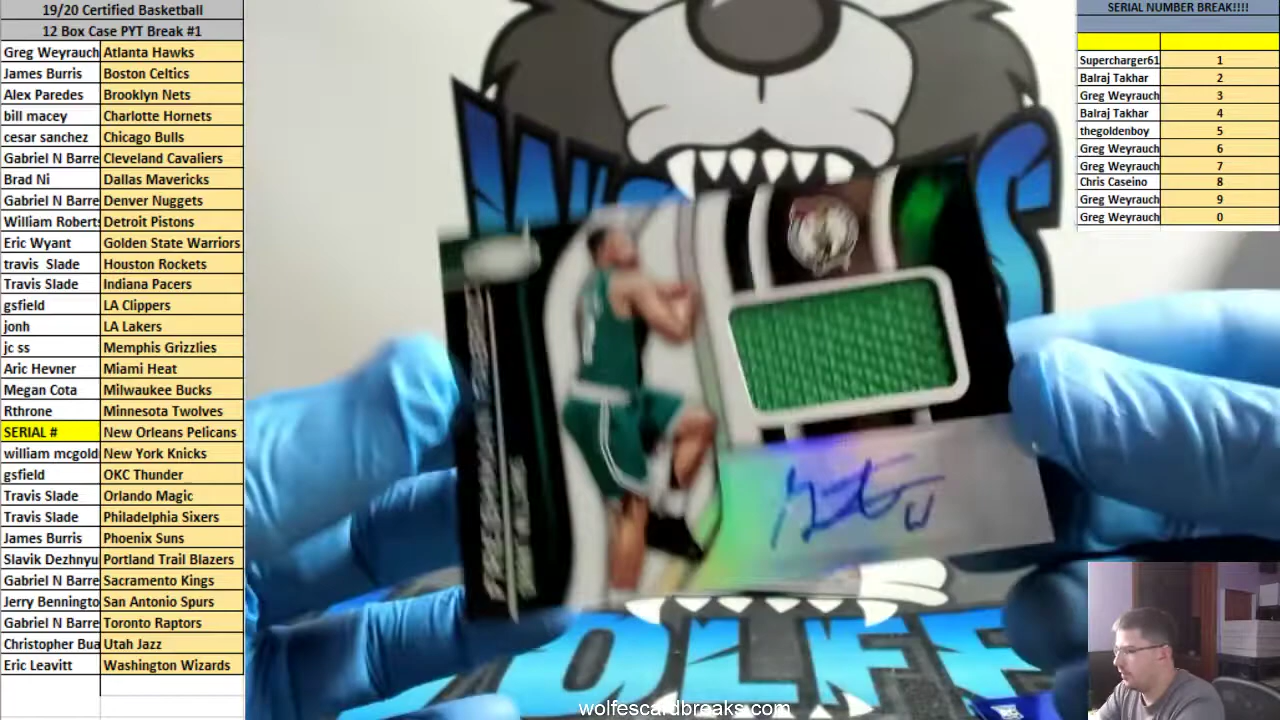 19/20 Certified Basketball
12 Box Case PYT Break #1
Greg Weyrauch Atlanta Hawks
James Burris Boston Celtics
Alex Paredes Brooklyn Nets
bill macey Charlotte Hornets
cesar sanchez Chicago Bulls
Gabriel N Barre Cleveland Cavaliers
Brad Ni Dallas Mavericks
Gabriel N Barre Denver Nuggets
William Roberts Detroit Pistons
Eric Wyant Golden State Warriors
travis Slade Houston Rockets
Travis Slade Indiana Pacers
gsfield LA Clippers
jonh LA Lakers
jc ss Memphis Grizzlies
Aric Hevner Miami Heat
Megan Cota Milwaukee Bucks
Rthrone Minnesota Twolves
SERIAL # New Orleans Pelicans
william mcgold New York Knicks
gsfield OKC Thunder
Travis Slade Orlando Magic
Travis Slade Philadelphia Sixers
James Burris Phoenix Suns
Slavik Dezhnyu Portland Trail Blazers
Gabriel N Barre Sacramento Kings
Jerry Benningto San Antonio Spurs
Gabriel N Barre Toronto Raptors
Christopher Bua Utah Jazz
Eric Leavitt Washington Wizards
SERIAL NUMBER BREAK!!!!
Supercharger61 1
Balraj Takhar 2
Greg Weyrauch 3
Balraj Takhar 4
thegoldenboy 5
Greg Weyrauch 6
Greg Weyrauch 7
Chris Caseino 8
Greg Weyrauch 9
Greg Weyrauch 0
OLFE
wolfescardbreaks.com